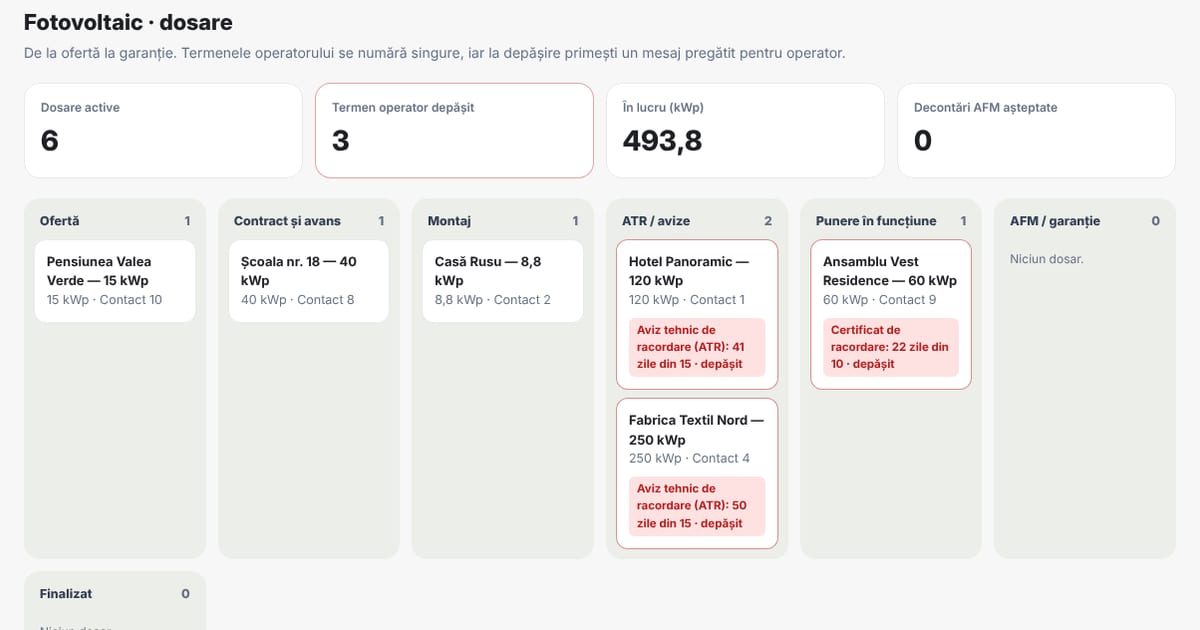 Fotovoltaic · dosare
De la ofertă la garanție. Termenele operatorului se numără singure, iar la depășire primești un mesaj pregătit pentru operator.
Dosare active
6
Termen operator depășit
3
În lucru (kWp)
493,8
Decontări AFM așteptate
0
Ofertă 1
Pensiunea Valea
Verde — 15 kWp
15 kWp · Contact 10
Contract și avans 1
Școala nr. 18 — 40
kWp
40 kWp · Contact 8
Montaj 1
Casă Rusu — 8,8
kWp
8,8 kWp · Contact 2
ATR / avize 2
Hotel Panoramic —
120 kWp
120 kWp · Contact 1
Aviz tehnic de
racordare (ATR): 41
zile din 15 · depășit
Fabrica Textil Nord —
250 kWp
250 kWp · Contact 4
Aviz tehnic de
racordare (ATR): 50
zile din 15 · depășit
Punere în funcțiune 1
Ansamblu Vest
Residence — 60 kWp
60 kWp · Contact 9
Certificat de
racordare: 22 zile din
10 · depășit
AFM / garanție 0
Niciun dosar.
Finalizat 0
Niciun dosar.